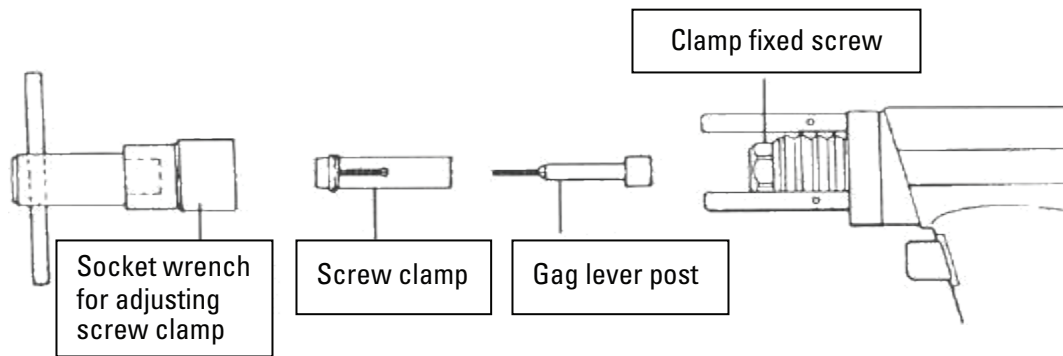 Clamp fixed screw
Socket wrench
for adjusting
screw clamp
Screw clamp
Gag lever post